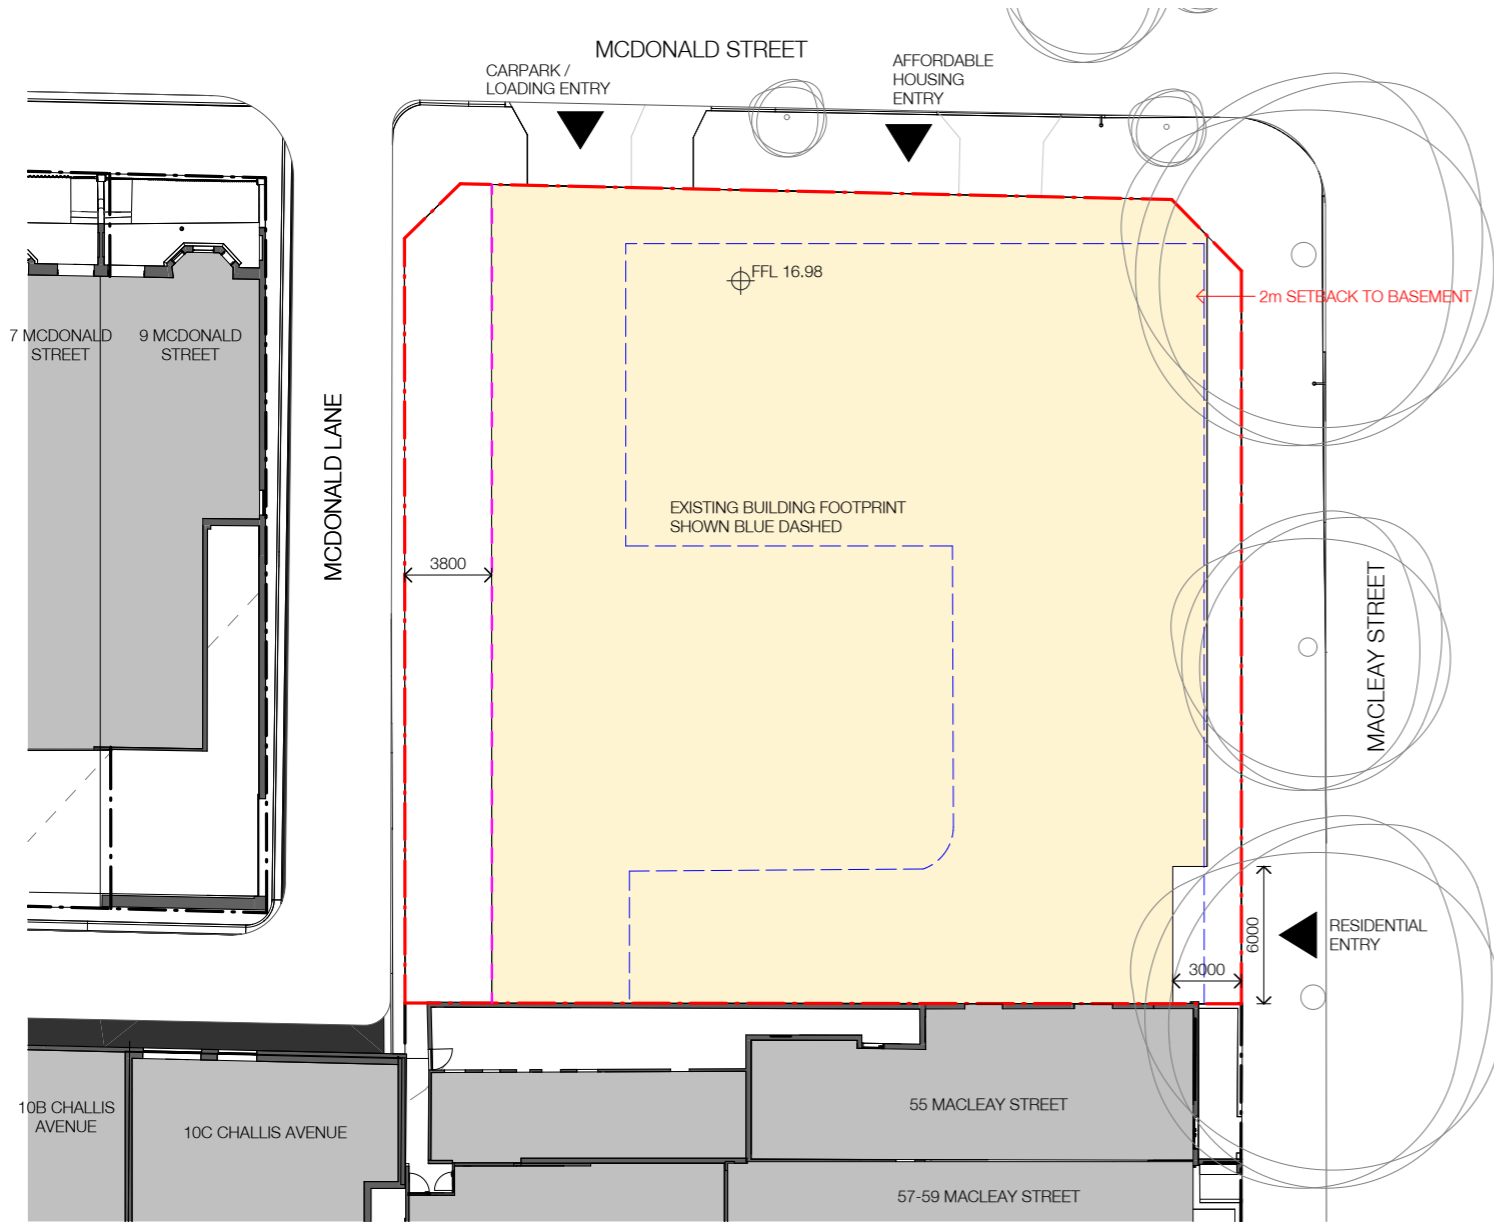 MCDONALD STREET
CARPARK /
LOADING ENTRY
AFFORDABLE
HOUSING
ENTRY
FFL 16.98
2m SETBACK TO BASEMENT
7 MCDONALD
STREET
9 MCDONALD
STREET
MCDONALD LANE
EXISTING BUILDING FOOTPRINT
SHOWN BLUE DASHED
3800
MACLEAY STREET
6000
3000
RESIDENTIAL
ENTRY
10B CHALLIS
AVENUE
10C CHALLIS AVENUE
55 MACLEAY STREET
57-59 MACLEAY STREET